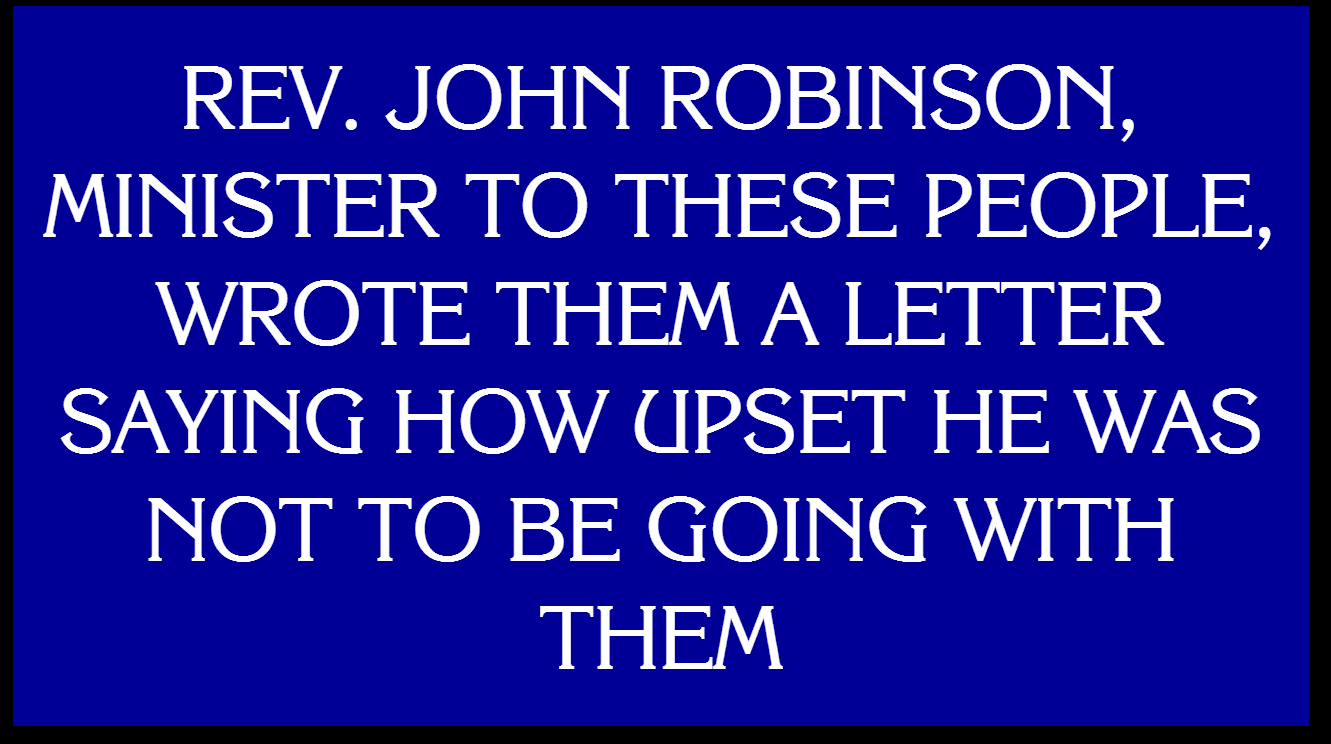 REV. JOHN ROBINSON,
MINISTER TO THESE PEOPLE,
WROTE THEM A LETTER
SAYING HOW UPSET HE WAS
NOT TO BE GOING WITH
THEM